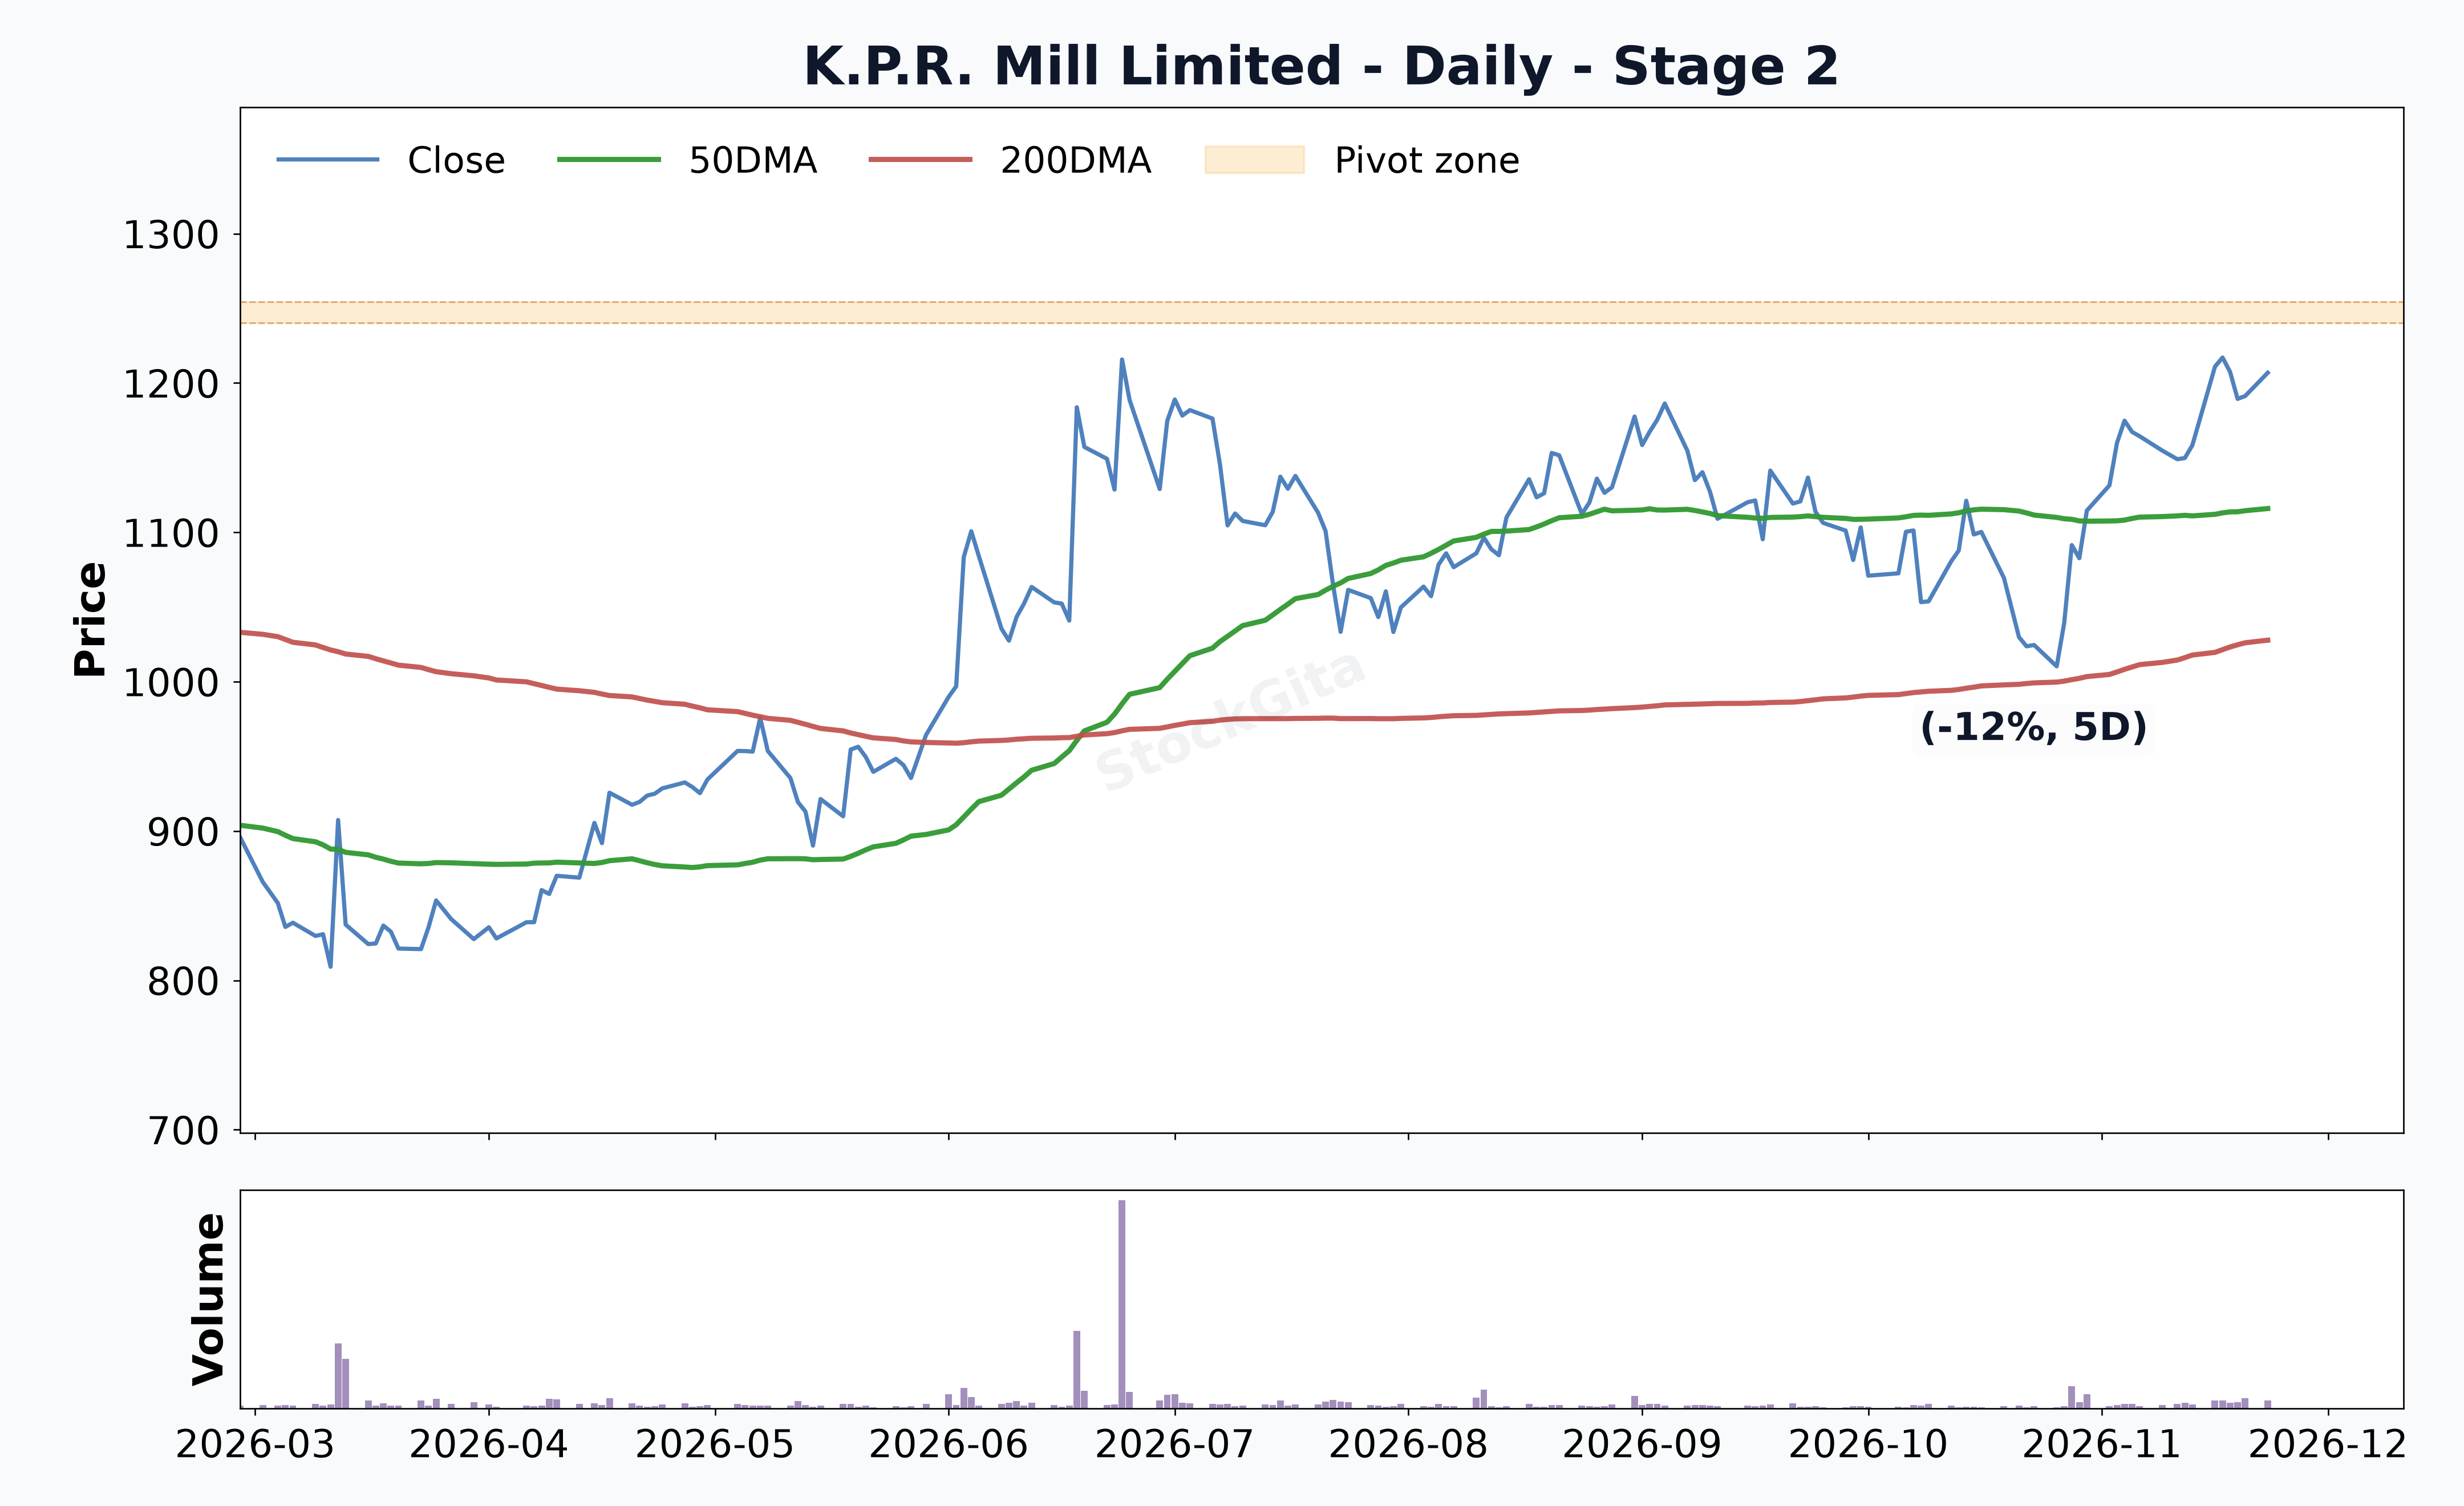 K.P.R. Mill Limited - Daily - Stage 2
Close 50DMA 200DMA Pivot zone
1300
1200
1100
1000
900
800
700
Price
StockGita
(-12%, 5D)
Volume
2026-03 2026-04 2026-05 2026-06 2026-07 2026-08 2026-09 2026-10 2026-11 2026-12